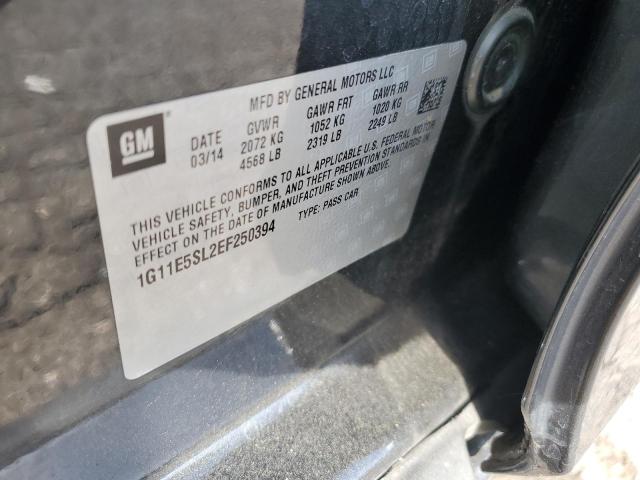 MFD BY GENERAL MOTORS LLC
GM
DATE GVWR GAWR FRT GAWR RR
03/14 2072 KG 1052 KG 1020 KG
4568 LB 2319 LB 2249 LB
THIS VEHICLE CONFORMS TO ALL APPLICABLE U.S. FEDERAL MOTOR
VEHICLE SAFETY, BUMPER, AND THEFT PREVENTION STANDARDS IN
EFFECT ON THE DATE OF MANUFACTURE SHOWN ABOVE.
1G11E5SL2EF250394 TYPE: PASS CAR